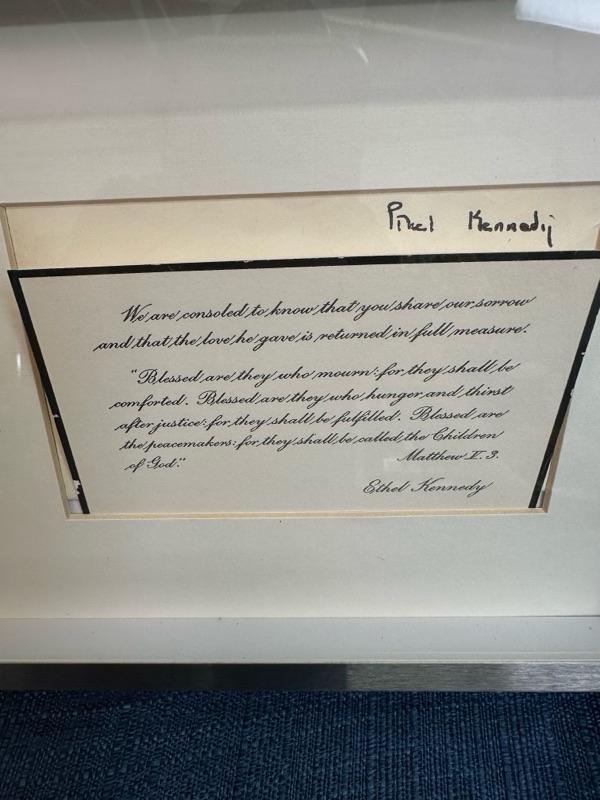 Ethel Kennedy
We are consoled to know that you share our sorrow
and that the love he gave is returned in full measure.
"Blessed are they who mourn: for they shall be
comforted. Blessed are they who hunger and thirst
after justice: for they shall be fulfilled. Blessed are
the peacemakers: for they shall be called the Children
of God." Matthew V. 3.
Ethel Kennedy